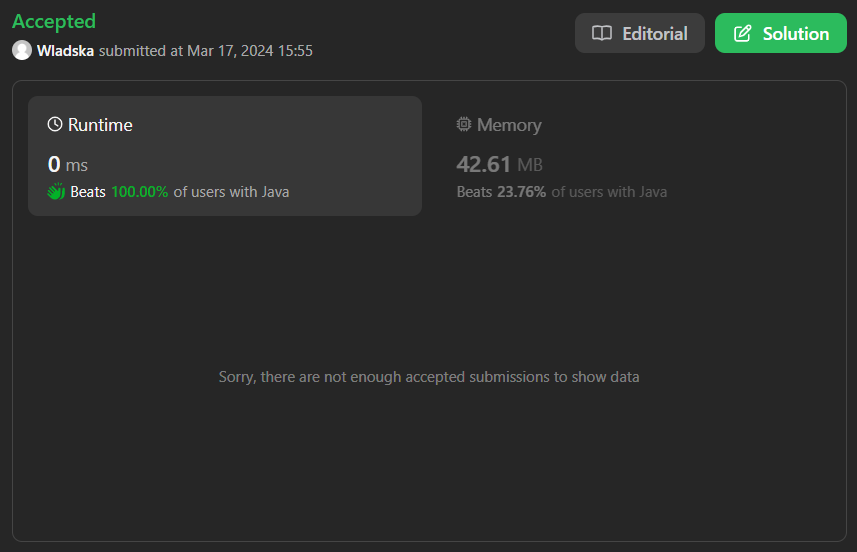 Accepted
Wladska submitted at Mar 17, 2024 15:55
Editorial
Solution
Runtime
0 ms
Beats 100.00% of users with Java
Memory
42.61 MB
Beats 23.76% of users with Java
Sorry, there are not enough accepted submissions to show data